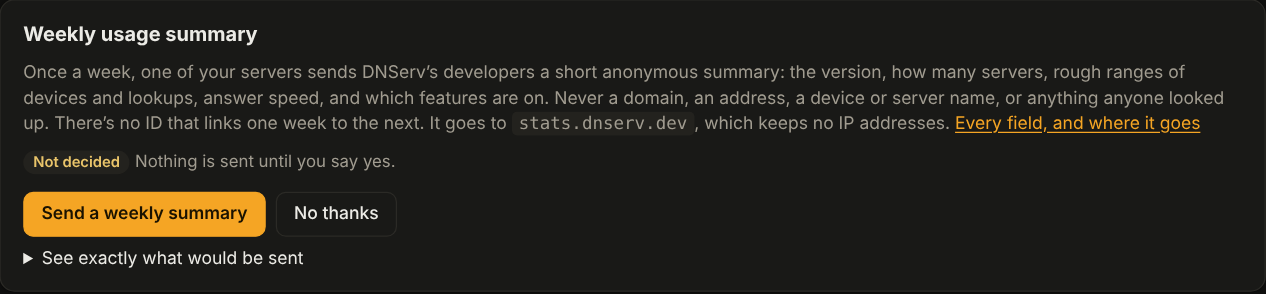 Weekly usage summary
Once a week, one of your servers sends DNServ’s developers a short anonymous summary: the version, how many servers, rough ranges of
devices and lookups, answer speed, and which features are on. Never a domain, an address, a device or server name, or anything anyone looked
up. There’s no ID that links one week to the next. It goes to stats.dnserv.dev, which keeps no IP addresses. Every field, and where it goes
Not decided Nothing is sent until you say yes.
Send a weekly summary No thanks
See exactly what would be sent